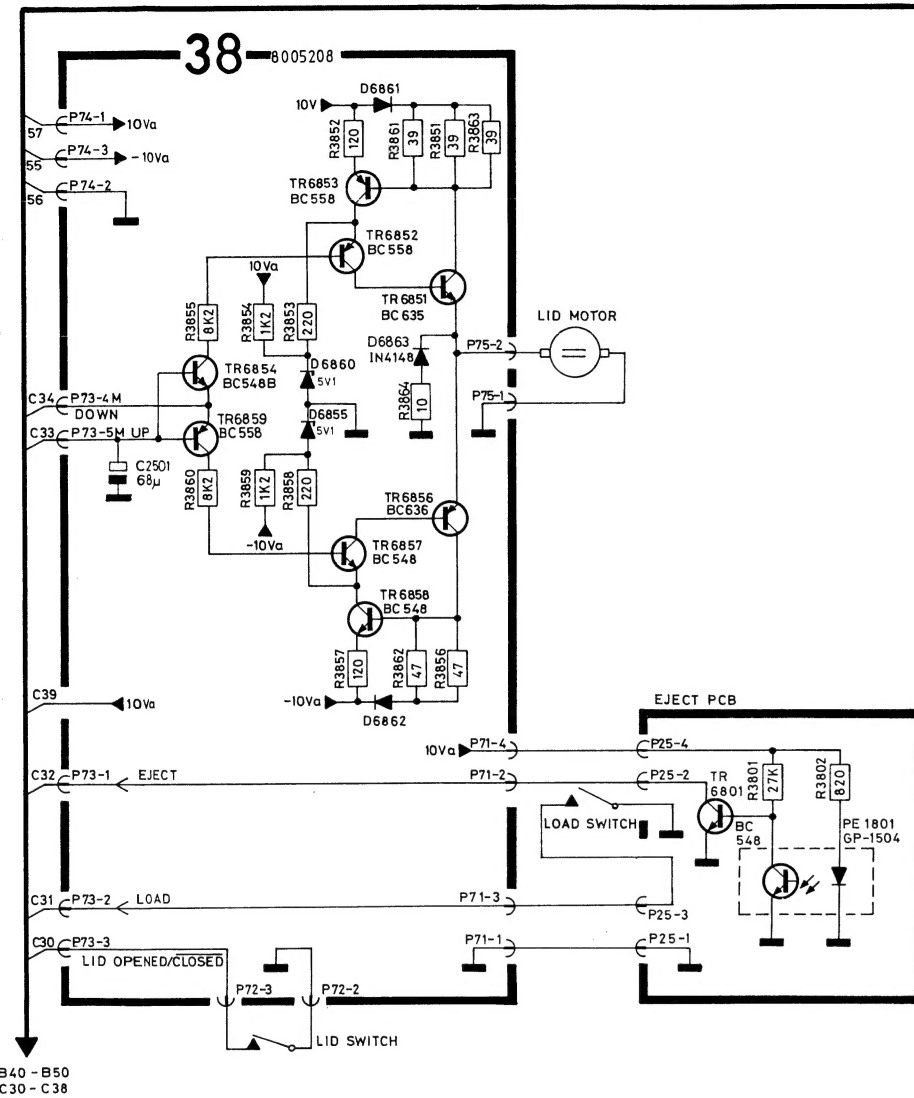 38 8005208
D6861
10V
P74-1
10Va
57
R3852
120
R3861
39
R3851
39
R3863
39
P74-3
-10Va
55
P74-2
56
TR6853
BC558
TR6852
BC558
10Va
R3855
8K2
R3854
1K2
R3853
220
TR6851
BC635
LID MOTOR
D6863
IN4148
P75-2
TR6854
BC548B
D6860
5V1
R3864
10
P75-1
C34
P73-4 M
DOWN
TR6859
BC558
D6855
5V1
C33
P73-5M UP
C2501
68µ
R3860
8K2
R3859
1K2
R3858
220
TR6856
BC636
-10Va
TR6857
BC548
TR6858
BC548
R3857
120
R3862
47
R3856
47
C39
10Va
-10Va
D6862
EJECT PCB
10Va
P71-4
P25-4
C32
P73-1
EJECT
P71-2
P25-2
TR
6801
R3801
27K
R3802
820
LOAD SWITCH
BC
548
PE1801
GP-1504
C31
P73-2
LOAD
P71-3
P25-3
C30
P73-3
LID OPENED/CLOSED
P71-1
P25-1
P72-3
P72-2
LID SWITCH
B40-B50
C30-C38